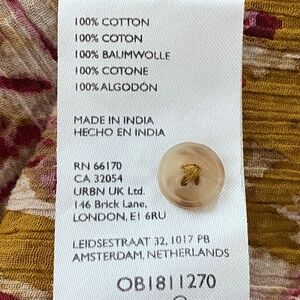 100% COTTON
100% COTON
100% BAUMWOLLE
100% COTONE
100% ALGODÓN
MADE IN INDIA
HECHO EN INDIA
RN 66170
CA 32054
URBN UK Ltd.
146 Brick Lane,
LONDON, E1 6RU
LEIDSESTRAAT 32, 1017 PB
AMSTERDAM, NETHERLANDS
OB1811270